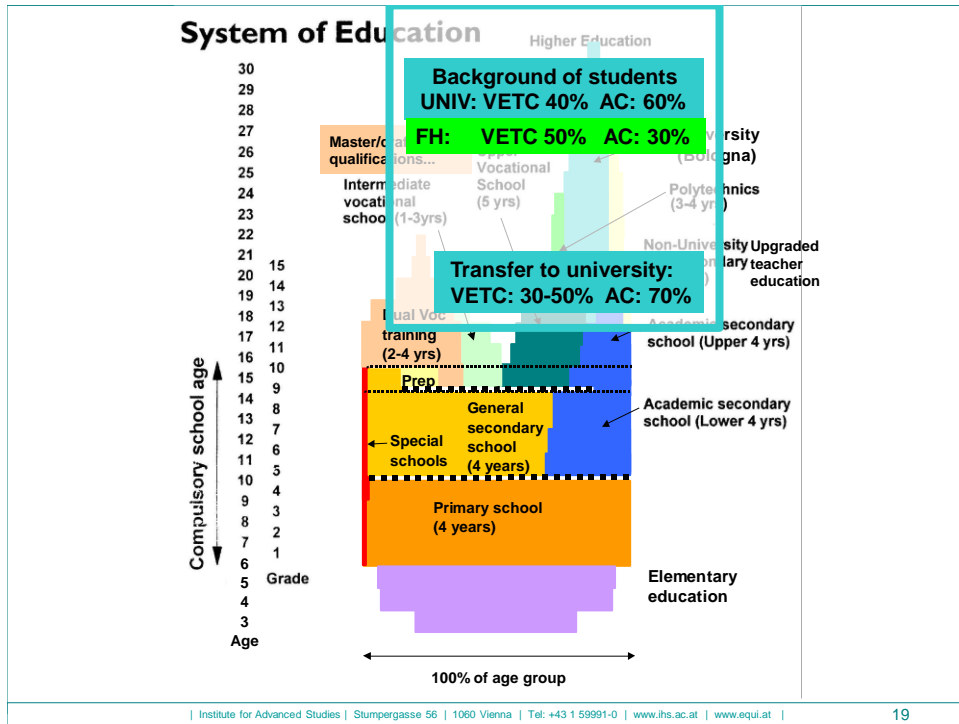 System of Education
Higher Education
Background of students
UNIV: VETC 40% AC: 60%
FH: VETC 50% AC: 30%
Master/
qualifications...
Upper
Vocational
School
(5 yrs)
(Bologna)
Intermediate
vocational
school (1-3yrs)
Polytechnics
(3-4 yrs)
Non-University
Upgraded
teacher
education
Transfer to university:
VETC: 30-50% AC: 70%
Dual Voc
training
(2-4 yrs)
Academic secondary
school (Upper 4 yrs)
Prep
General
secondary
school
(4 years)
Academic secondary
school (Lower 4 yrs)
Special
schools
Primary school
(4 years)
Elementary
education
Compulsory school age
30
29
28
27
26
25
24
23
22
21
20
19
18
17
16
15
14
13
12
11
10
9
8
7
6
5
4
3
Age
15
14
13
12
11
10
9
8
7
6
5
4
3
2
1
Grade
100% of age group
| Institute for Advanced Studies | Stumpergasse 56 | 1060 Vienna | Tel: +43 1 59991-0 | www.ihs.ac.at | www.equi.at |
19